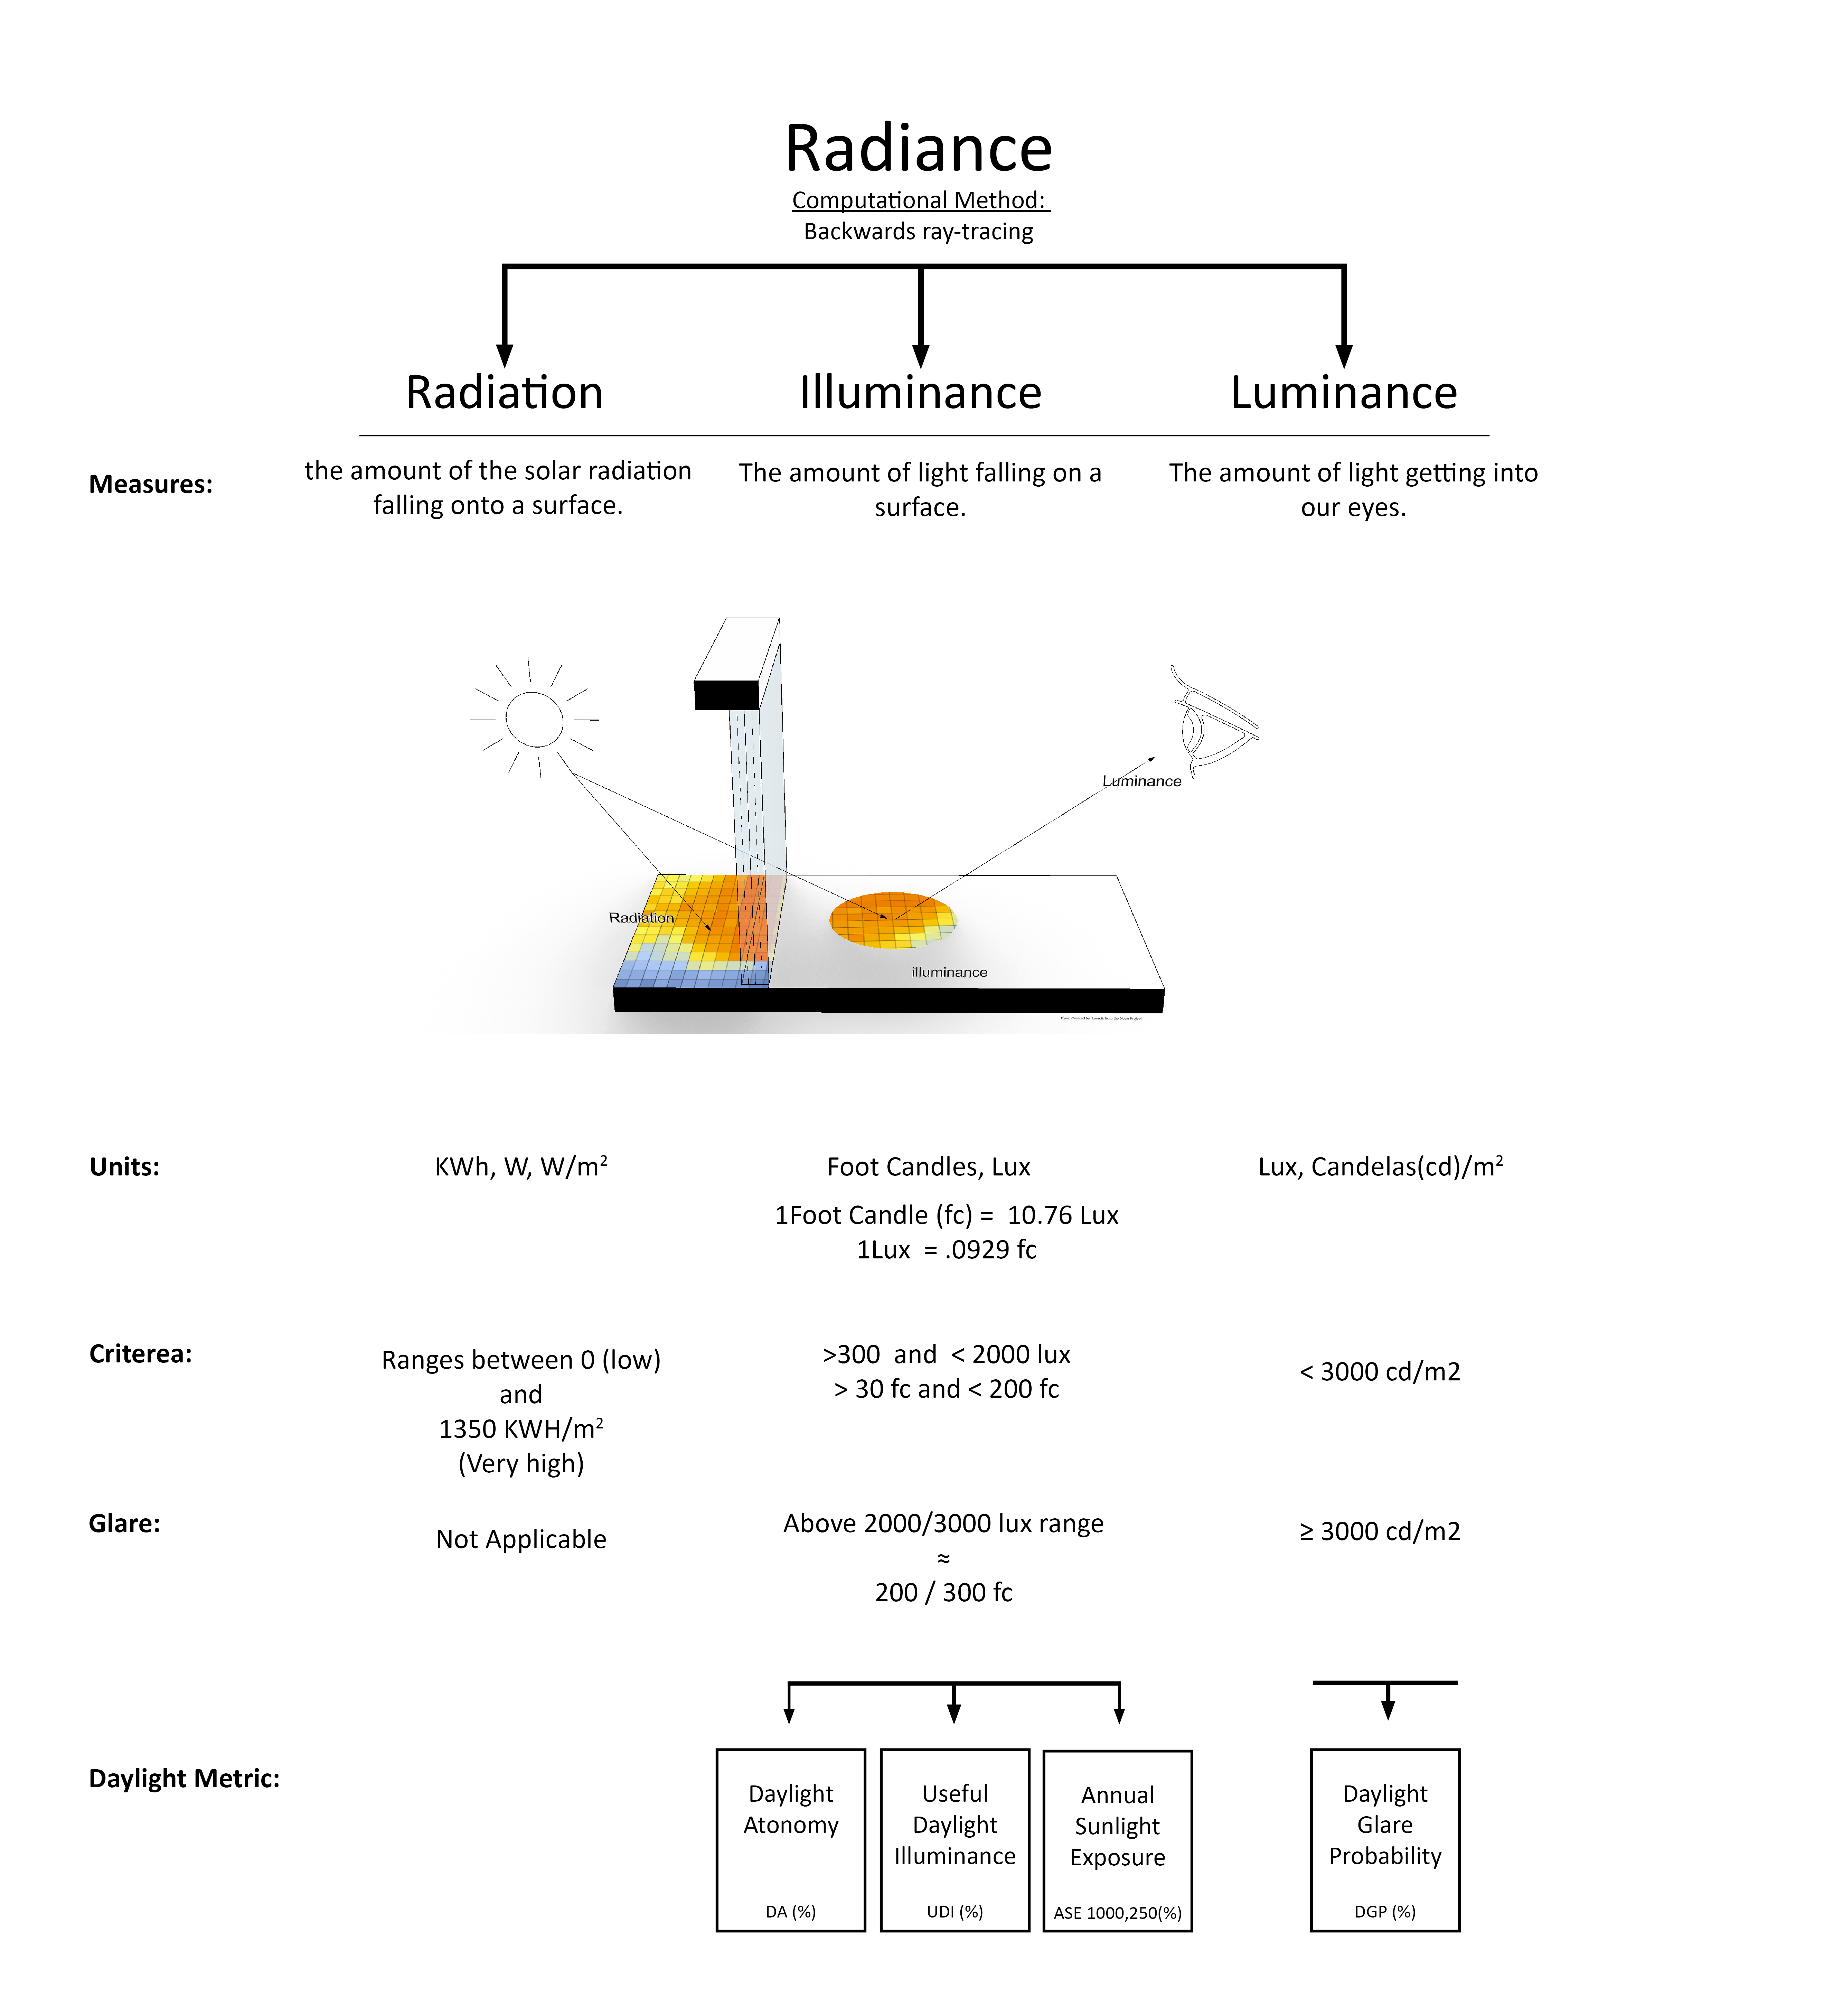 Radiance
Computational Method:
Backwards ray-tracing
Radiation
Illuminance
Luminance
Measures:
the amount of the solar radiation
falling onto a surface.
The amount of light falling on a
surface.
The amount of light getting into
our eyes.
Luminance
Radiation
illuminance
Units:
KWh, W, W/m²
Foot Candles, Lux
1Foot Candle (fc) = 10.76 Lux
1Lux = .0929 fc
Lux, Candelas(cd)/m²
Criterea:
Ranges between 0 (low)
and
1350 KWH/m²
(Very high)
>300 and < 2000 lux
> 30 fc and < 200 fc
< 3000 cd/m2
Glare:
Not Applicable
Above 2000/3000 lux range
≈
200 / 300 fc
≥ 3000 cd/m2
Daylight Metric:
Daylight
Atonomy
DA (%)
Useful
Daylight
Illuminance
UDI (%)
Annual
Sunlight
Exposure
ASE 1000,250(%)
Daylight
Glare
Probability
DGP (%)